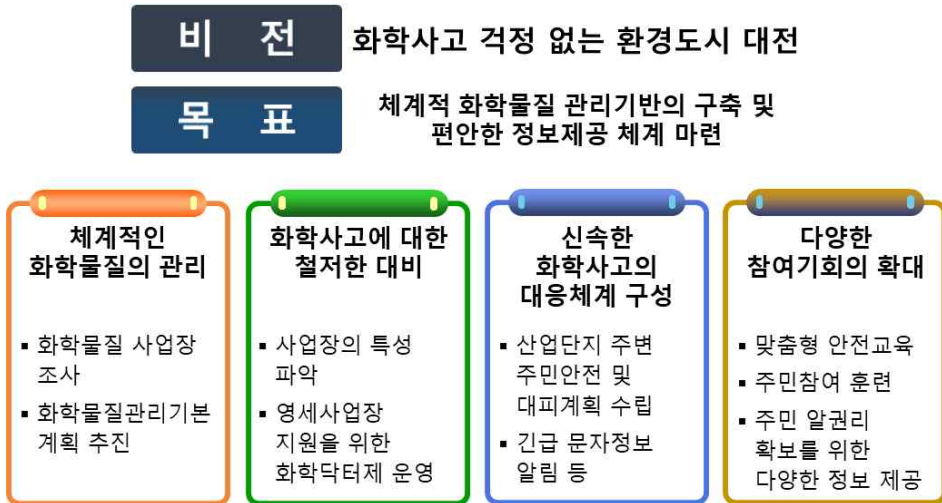 비 전
화학사고 걱정 없는 환경도시 대전
목 표
체계적 화학물질 관리기반의 구축 및
편안한 정보제공 체계 마련
체계적인
화학물질의 관리
▪ 화학물질 사업장
조사
▪ 화학물질관리기본
계획 추진
화학사고에 대한
철저한 대비
▪ 사업장의 특성
파악
▪ 영세사업장
지원을 위한
화학닥터제 운영
신속한
화학사고의
대응체계 구성
▪ 산업단지 주변
주민안전 및
대피계획 수립
▪ 긴급 문자정보
알림 등
다양한
참여기회의 확대
▪ 맞춤형 안전교육
▪ 주민참여 훈련
▪ 주민 알권리
확보를 위한
다양한 정보 제공